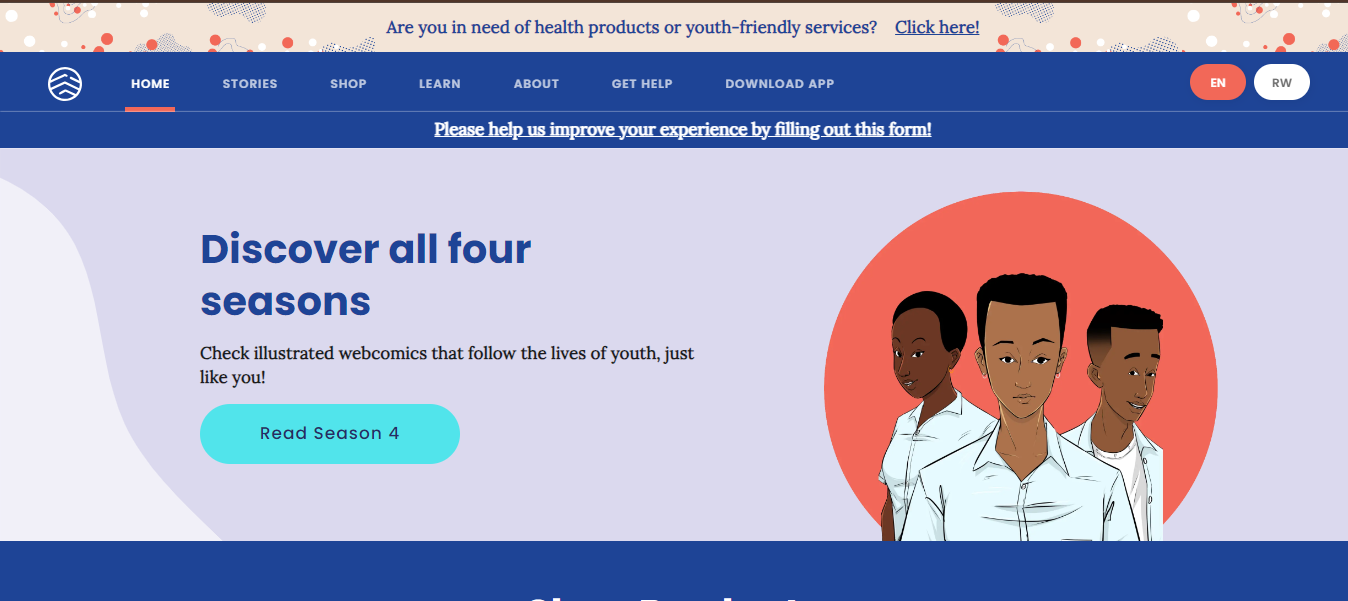 Are you in need of health products or youth-friendly services? Click here!
HOME STORIES SHOP LEARN ABOUT GET HELP DOWNLOAD APP EN RW
Please help us improve your experience by filling out this form!
Discover all four
seasons
Check illustrated webcomics that follow the lives of youth, just
like you!
Read Season 4